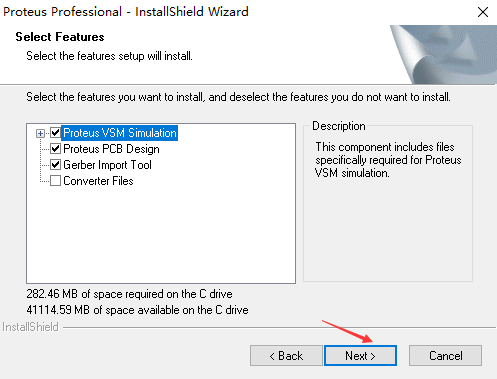 Proteus Professional - InstallShield Wizard
Select Features
Select the features setup will install.
Select the features you want to install, and deselect the features you do not want to install.
Proteus VSM Simulation
Proteus PCB Design
Gerber Import Tool
Converter Files
Description
This component includes files
specifically required for Proteus
VSM simulation.
282.46 MB of space required on the C drive
41114.59 MB of space available on the C drive
InstallShield
< Back
Next >
Cancel